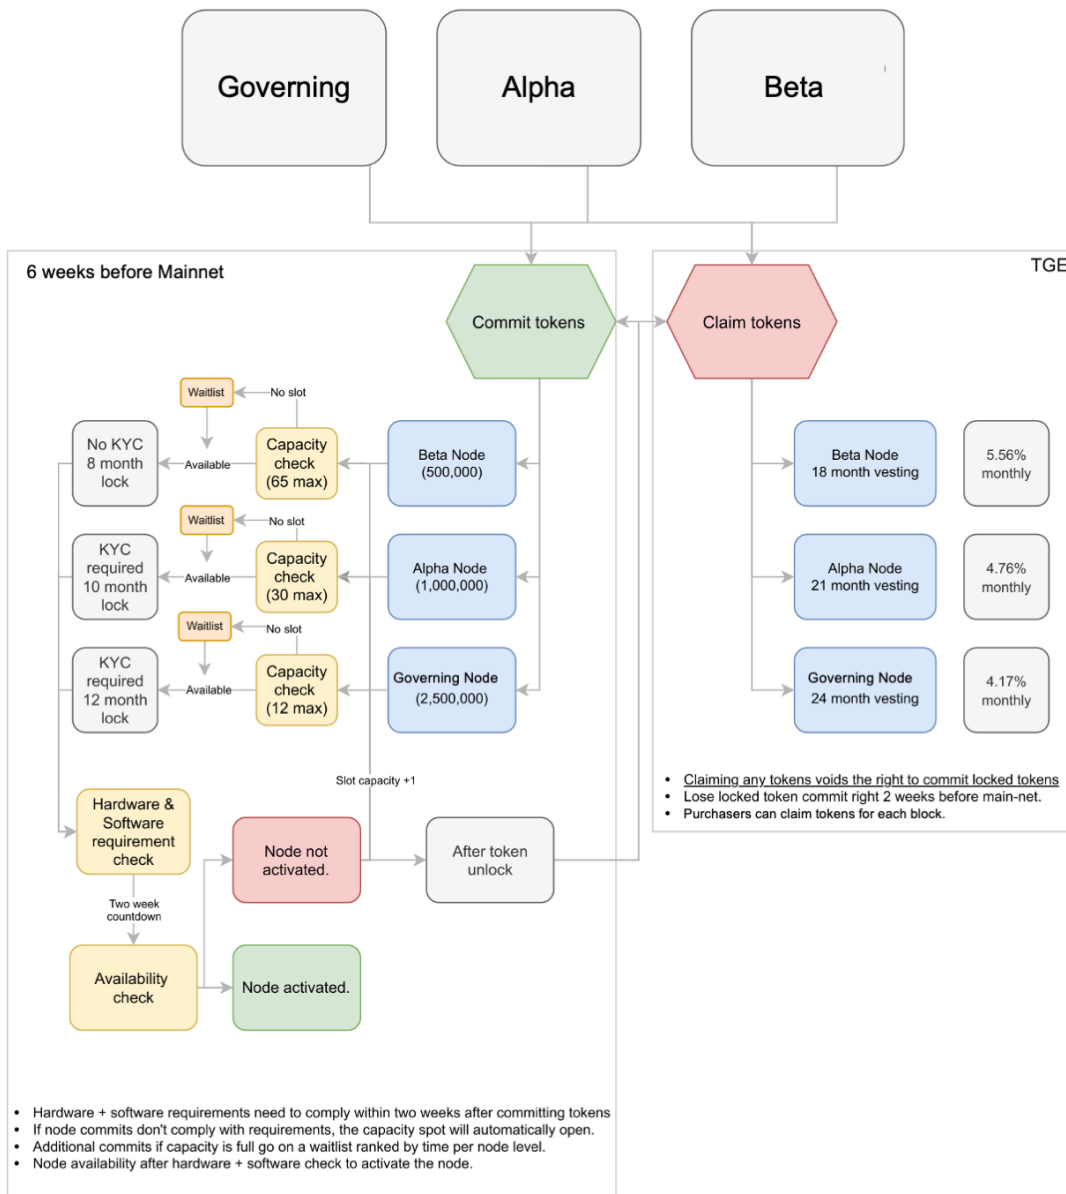 Governing
Alpha
Beta
6 weeks before Mainnet
TGE
Commit tokens
Claim tokens
Waitlist
No slot
No KYC
8 month
lock
Available
Capacity
check
(65 max)
Beta Node
(500,000)
Beta Node
18 month vesting
5.56%
monthly
Waitlist
No slot
KYC
required
10 month
lock
Available
Capacity
check
(30 max)
Alpha Node
(1,000,000)
Alpha Node
21 month vesting
4.76%
monthly
Waitlist
No slot
KYC
required
12 month
lock
Available
Capacity
check
(12 max)
Governing Node
(2,500,000)
Governing Node
24 month vesting
4.17%
monthly
Slot capacity +1
• Claiming any tokens voids the right to commit locked tokens
• Lose locked token commit right 2 weeks before main-net.
• Purchasers can claim tokens for each block.
Hardware &
Software
requirement
check
Node not
activated.
After token
unlock
Two week
countdown
Availability
check
Node activated.
• Hardware + software requirements need to comply within two weeks after committing tokens
• If node commits don't comply with requirements, the capacity spot will automatically open.
• Additional commits if capacity is full go on a waitlist ranked by time per node level.
• Node availability after hardware + software check to activate the node.